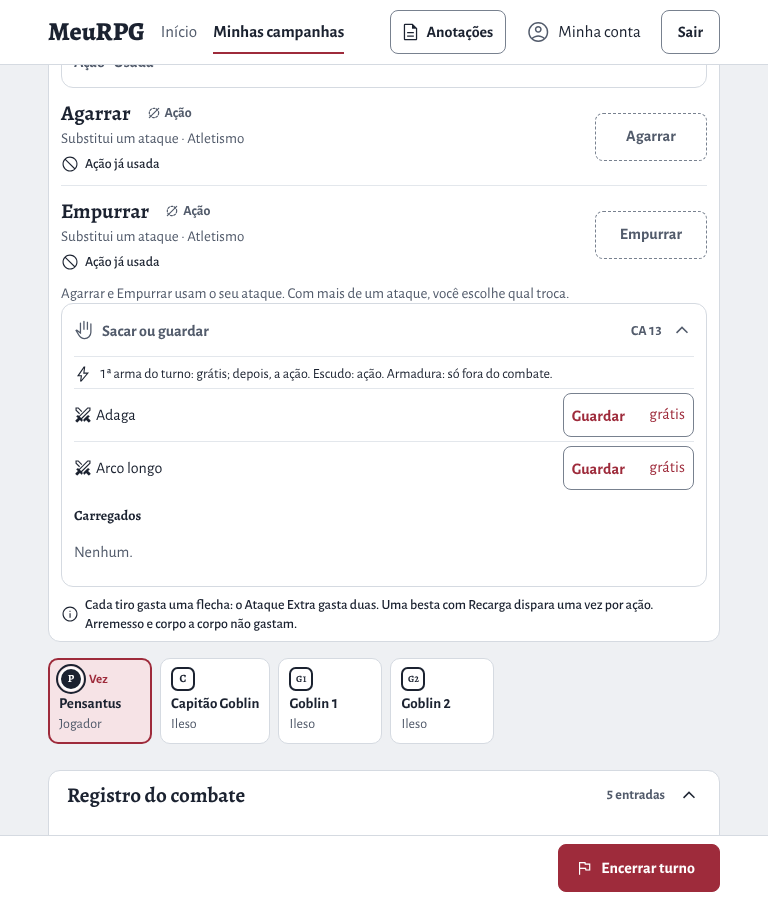 MeuRPG
Início
Minhas campanhas
Anotações
Minha conta
Sair
Ação · Usada
Agarrar
Ação
Substitui um ataque · Atletismo
Ação já usada
Agarrar
Empurrar
Ação
Substitui um ataque · Atletismo
Ação já usada
Empurrar
Agarrar e Empurrar usam o seu ataque. Com mais de um ataque, você escolhe qual troca.
Sacar ou guardar
CA 13
1ª arma do turno: grátis; depois, a ação. Escudo: ação. Armadura: só fora do combate.
Adaga
Guardar grátis
Arco longo
Guardar grátis
Carregados
Nenhum.
Cada tiro gasta uma flecha: o Ataque Extra gasta duas. Uma besta com Recarga dispara uma vez por ação.
Arremesso e corpo a corpo não gastam.
P Vez
Pensantus
Jogador
C
Capitão Goblin
Ileso
G1
Goblin 1
Ileso
G2
Goblin 2
Ileso
Registro do combate
5 entradas
Encerrar turno